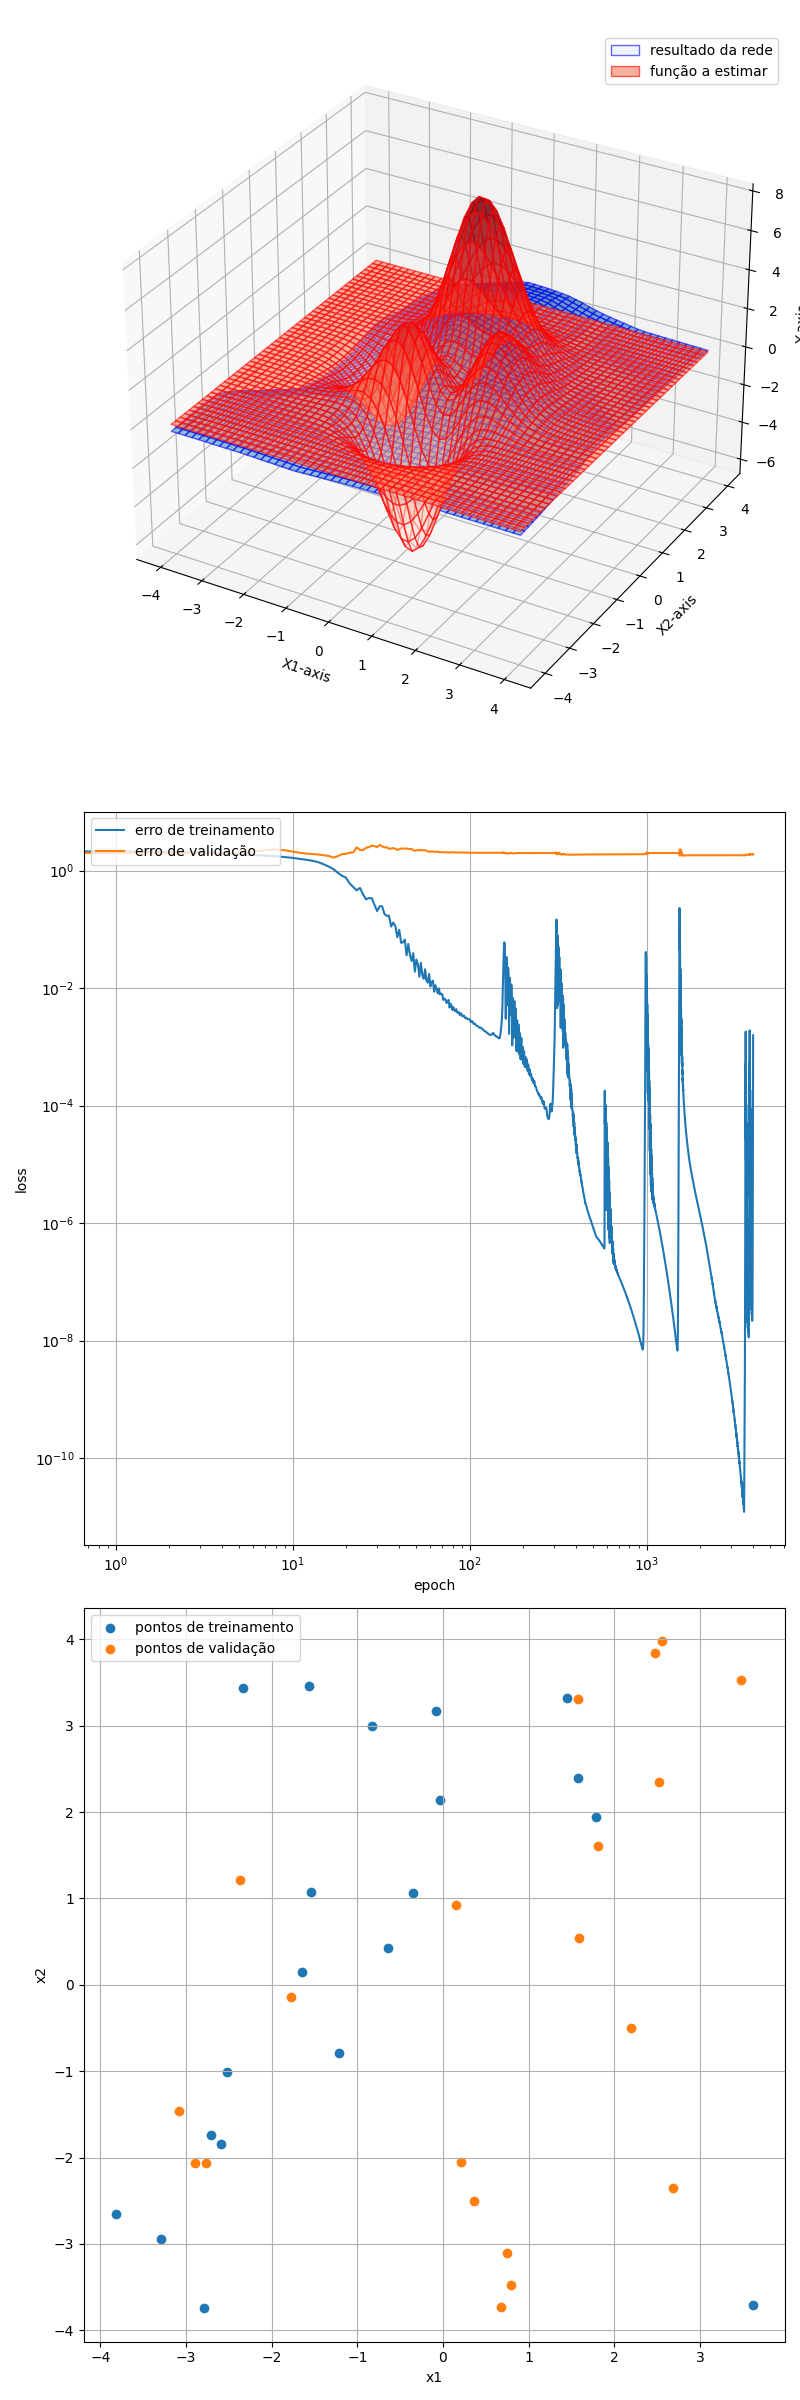 resultado da rede
função a estimar
8
6
4
2
0
−2
−4
−6
−4
−3
−2
−1
0
1
2
3
4
X1-axis
−4
−3
−2
−1
0
1
2
3
4
X2-axis
erro de treinamento
erro de validação
10^0
10^−2
10^−4
10^−6
10^−8
10^−10
loss
10^0 10^1 10^2 10^3
epoch
pontos de treinamento
pontos de validação
4
3
2
1
0
−1
−2
−3
−4
x2
−4 −3 −2 −1 0 1 2 3
x1